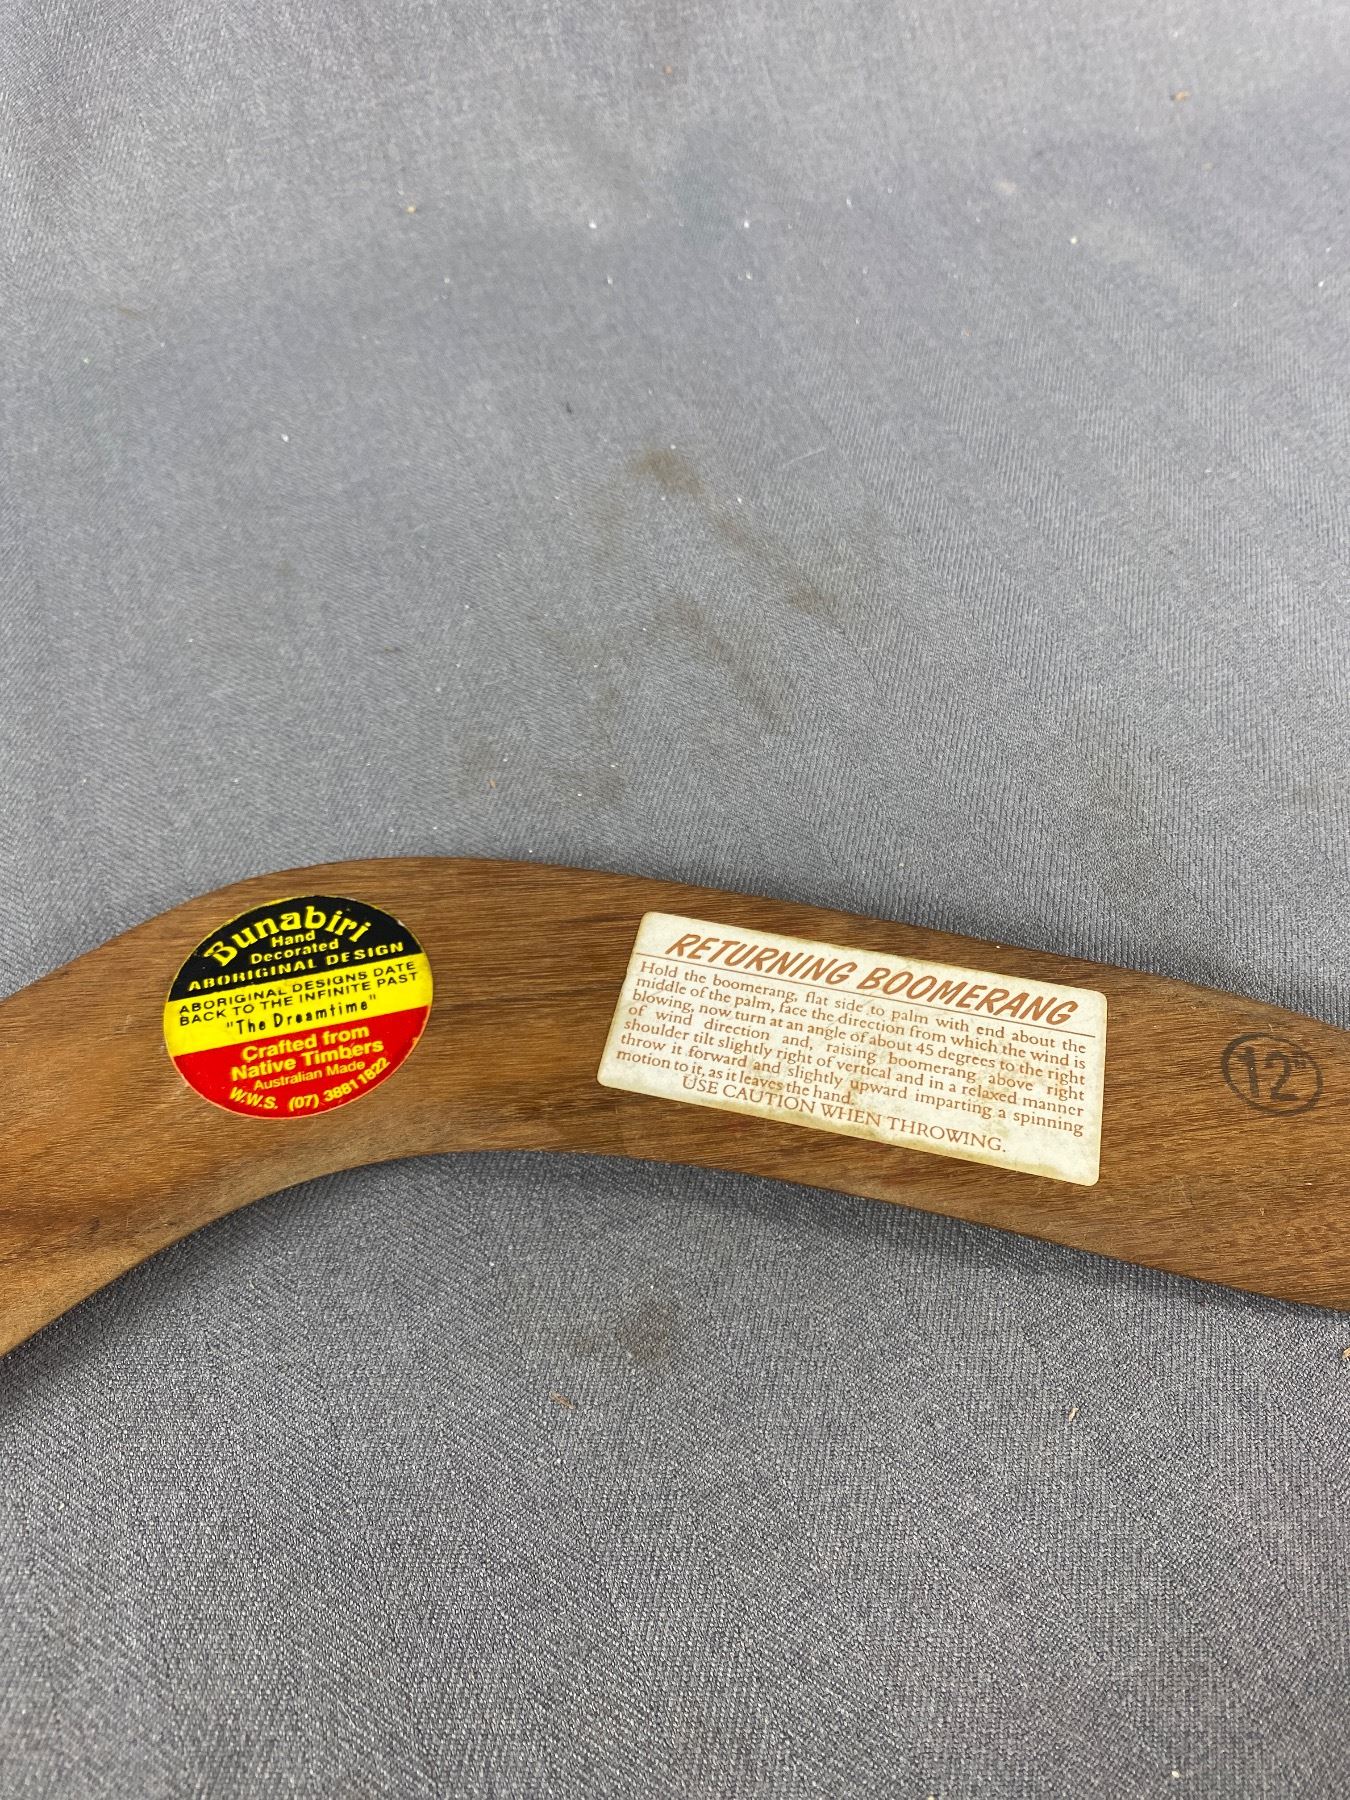 Bunabiri
Hand
Decorated
ABORIGINAL DESIGN
ABORIGINAL DESIGNS DATE
BACK TO THE INFINITE PAST
"The Dreamtime"
Crafted from
Native Timbers
Australian Made
W.W.S. (07) 3881 1822
RETURNING BOOMERANG
Hold the boomerang, flat side to palm with end about the
middle of the palm, face the direction from which the wind is
blowing, now turn at an angle of about 45 degrees to the right
of wind direction and, raising boomerang above right
shoulder tilt slightly right of vertical and in a relaxed manner
throw it forward and slightly upward imparting a spinning
motion to it, as it leaves the hand.
USE CAUTION WHEN THROWING.
12"